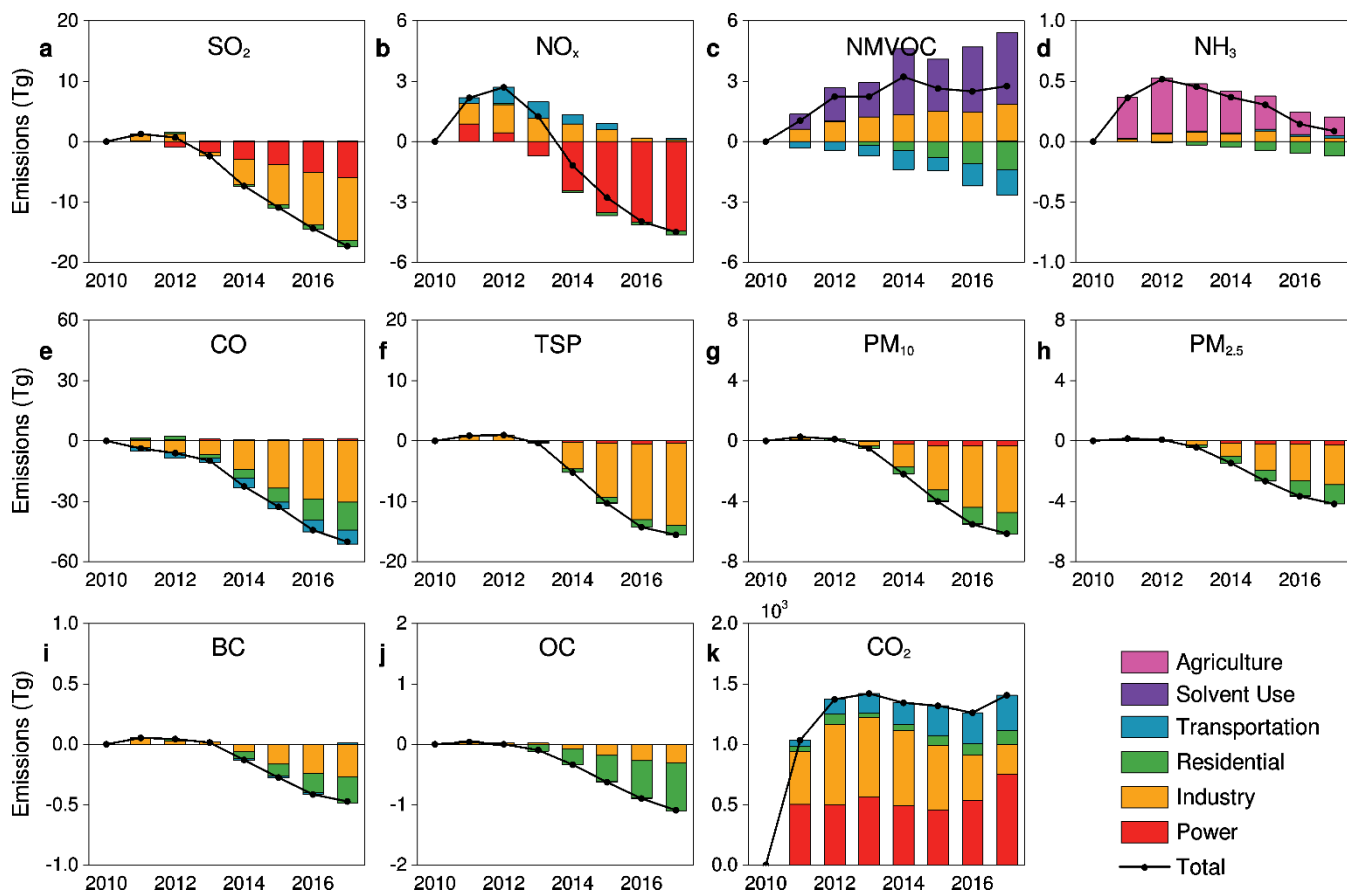 a SO₂
b NOₓ
c NMVOC
d NH₃
Emissions (Tg)
20
10
0
-10
-20
2010 2012 2014 2016
6
3
0
-3
-6
2010 2012 2014 2016
6
3
0
-3
-6
2010 2012 2014 2016
1.0
0.5
0.0
-0.5
-1.0
2010 2012 2014 2016
e CO
f TSP
g PM₁₀
h PM₂.₅
Emissions (Tg)
60
30
0
-30
-60
2010 2012 2014 2016
20
10
0
-10
-20
2010 2012 2014 2016
8
4
0
-4
-8
2010 2012 2014 2016
8
4
0
-4
-8
2010 2012 2014 2016
i BC
j OC
k CO₂
Emissions (Tg)
1.0
0.5
0.0
-0.5
-1.0
2010 2012 2014 2016
2
1
0
-1
-2
2010 2012 2014 2016
10³
2.0
1.5
1.0
0.5
0.0
2010 2012 2014 2016
Agriculture
Solvent Use
Transportation
Residential
Industry
Power
Total